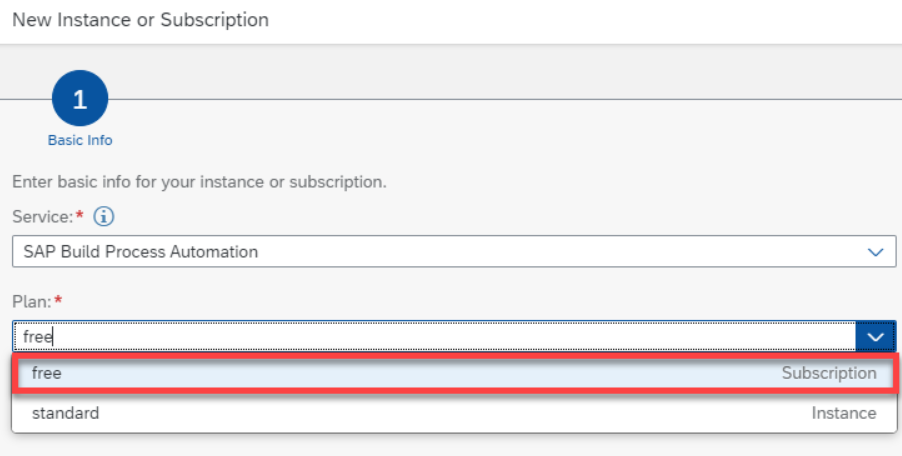 New Instance or Subscription
1
Basic Info
Enter basic info for your instance or subscription.
Service:* i
SAP Build Process Automation
Plan:*
free
free Subscription
standard Instance